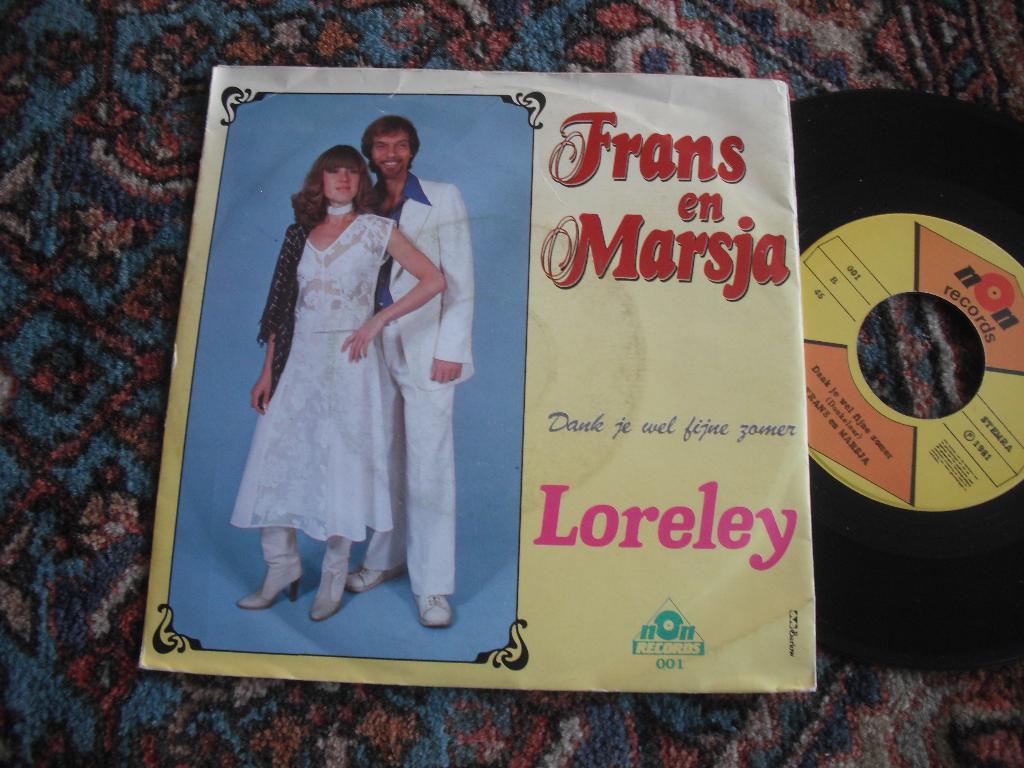 Frans
en
Marsja
Dank je wel fijne zomer
Loreley
non
RECORDS
001
non
records
001
B
45
Dank je wel fijne zomer
FRANS en MARSJA
STEMRA
℗ 1981